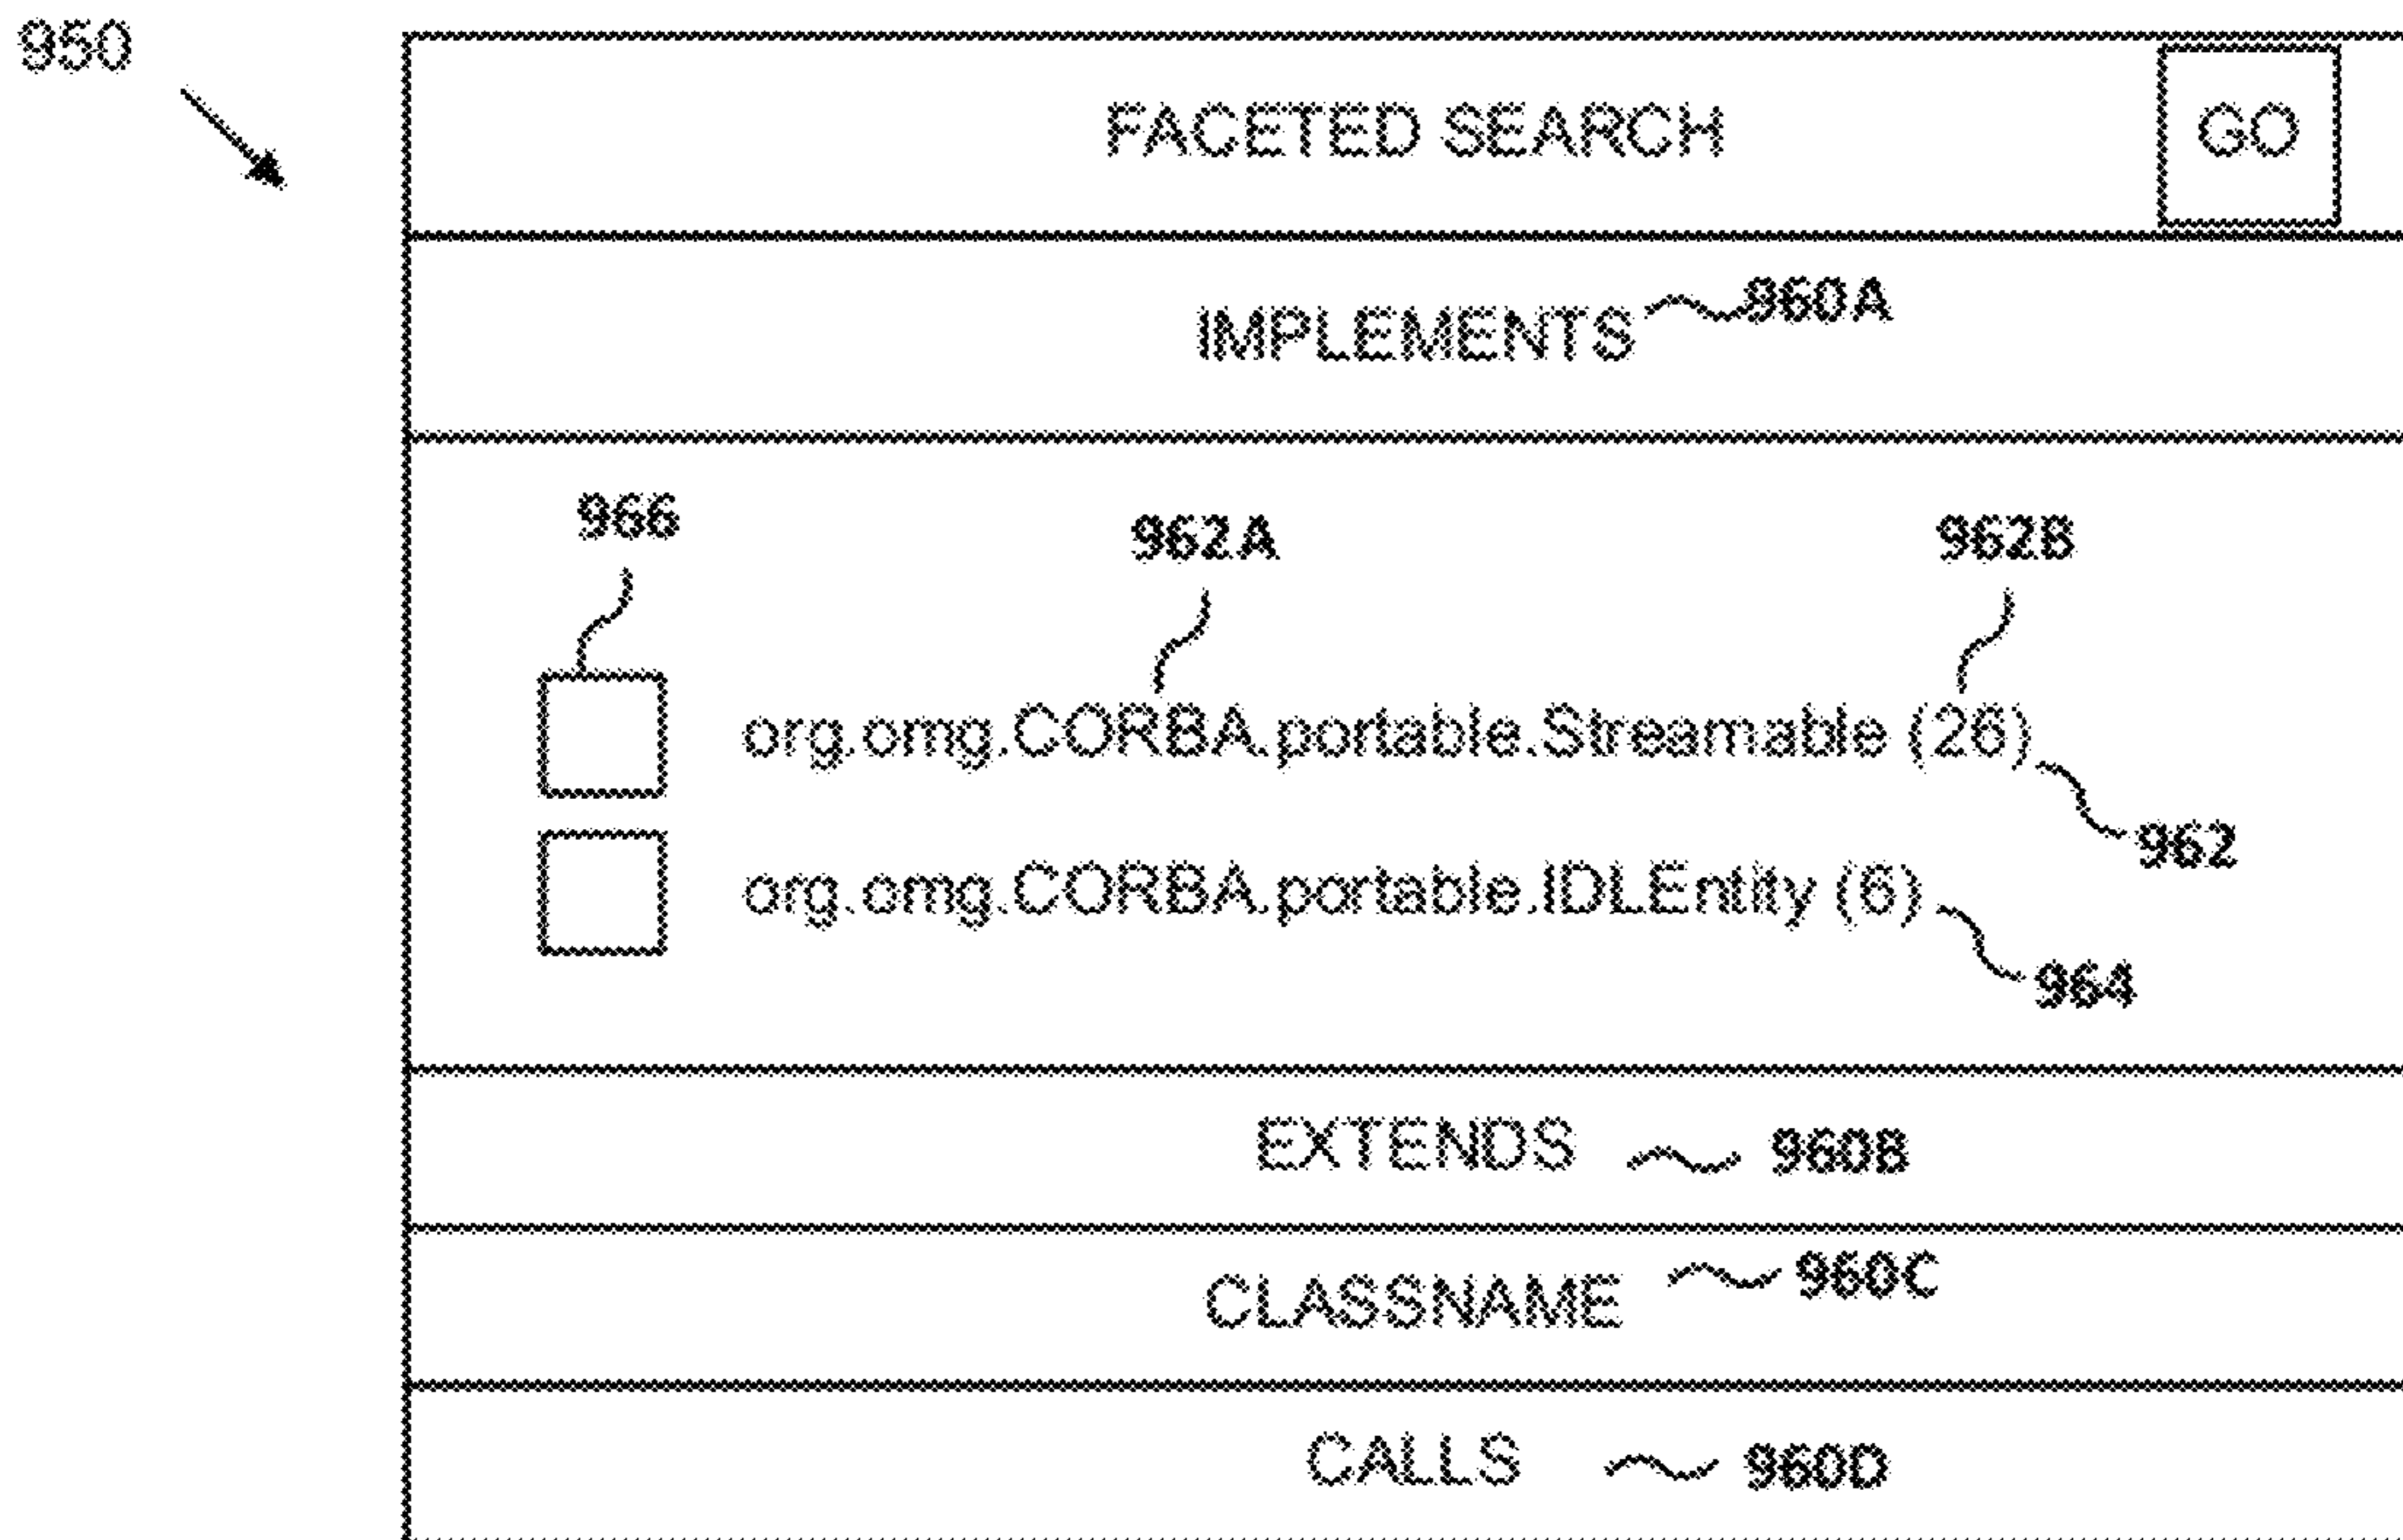 950
FACETED SEARCH GO
IMPLEMENTS 960A
966 962A 962B
org.omg.CORBA.portable.Streamable (26)
962
org.omg.CORBA.portable.IDLEntity (6)
964
EXTENDS 960B
CLASSNAME 960C
CALLS 960D